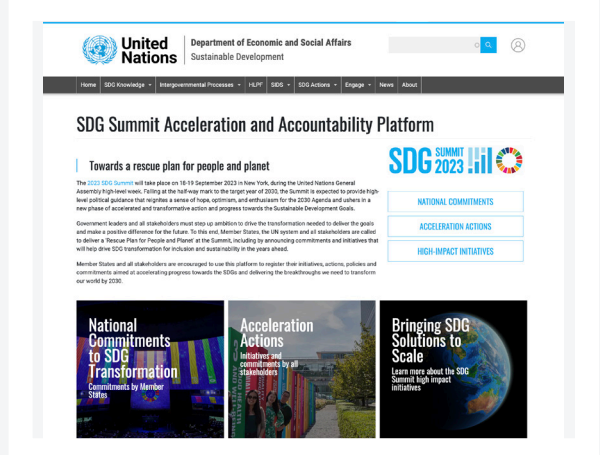 United
Nations
Department of Economic and Social Affairs
Sustainable Development
Home SDG Knowledge Intergovernmental Processes HLPF SIDS SDG Actions Engage News About
SDG Summit Acceleration and Accountability Platform
Towards a rescue plan for people and planet
The 2023 SDG Summit will take place on 18-19 September 2023 in New York, during the United Nations General
Assembly high-level week. Falling at the half-way mark to the target year of 2030, the Summit is expected to provide high-
level political guidance that reignites a sense of hope, optimism, and enthusiasm for the 2030 Agenda and ushers in a
new phase of accelerated and transformative action and progress towards the Sustainable Development Goals.
Government leaders and all stakeholders must step up ambition to drive the transformation needed to deliver the goals
and make a positive difference for the future. To this end, Member States, the UN system and all stakeholders are called
to deliver a 'Rescue Plan for People and Planet' at the Summit, including by announcing commitments and initiatives that
will help drive SDG transformation for inclusion and sustainability in the years ahead.
Member States and all stakeholders are encouraged to use this platform to register their initiatives, actions, policies and
commitments aimed at accelerating progress towards the SDGs and delivering the breakthroughs we need to transform
our world by 2030.
SDG SUMMIT
2023
NATIONAL COMMITMENTS
ACCELERATION ACTIONS
HIGH-IMPACT INITIATIVES
National
Commitments
to SDG
Transformation
Commitments by Member
States
Acceleration
Actions
Initiatives and
commitments by all
stakeholders
Bringing SDG
Solutions to
Scale
Learn more about the SDG
Summit high impact
initiatives